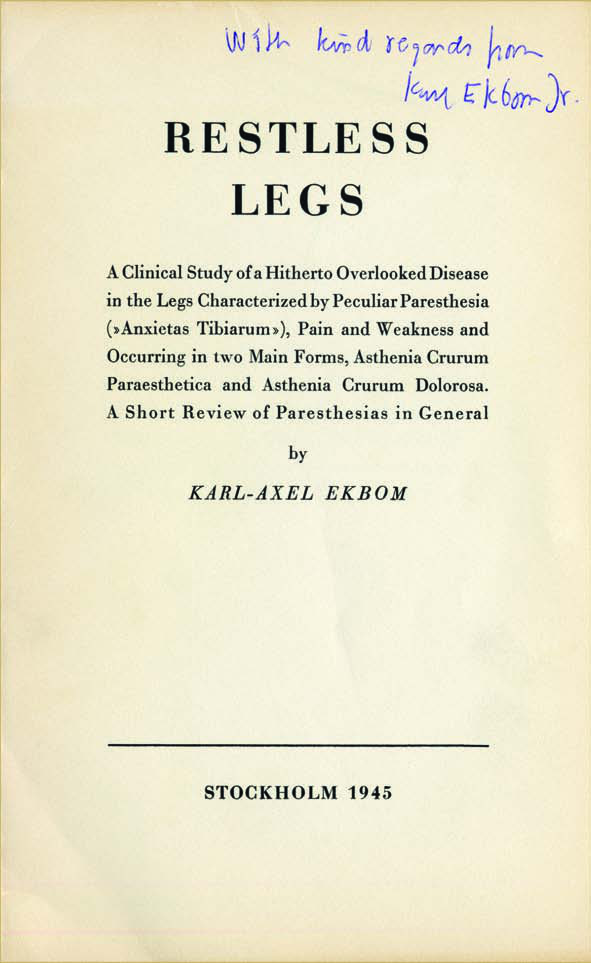 With kind regards from
Karl Ekbom Jr.
RESTLESS
LEGS
A Clinical Study of a Hitherto Overlooked Disease
in the Legs Characterized by Peculiar Paresthesia
(»Anxietas Tibiarum»), Pain and Weakness and
Occurring in two Main Forms, Asthenia Crurum
Paraesthetica and Asthenia Crurum Dolorosa.
A Short Review of Paresthesias in General
by
KARL-AXEL EKBOM
STOCKHOLM 1945